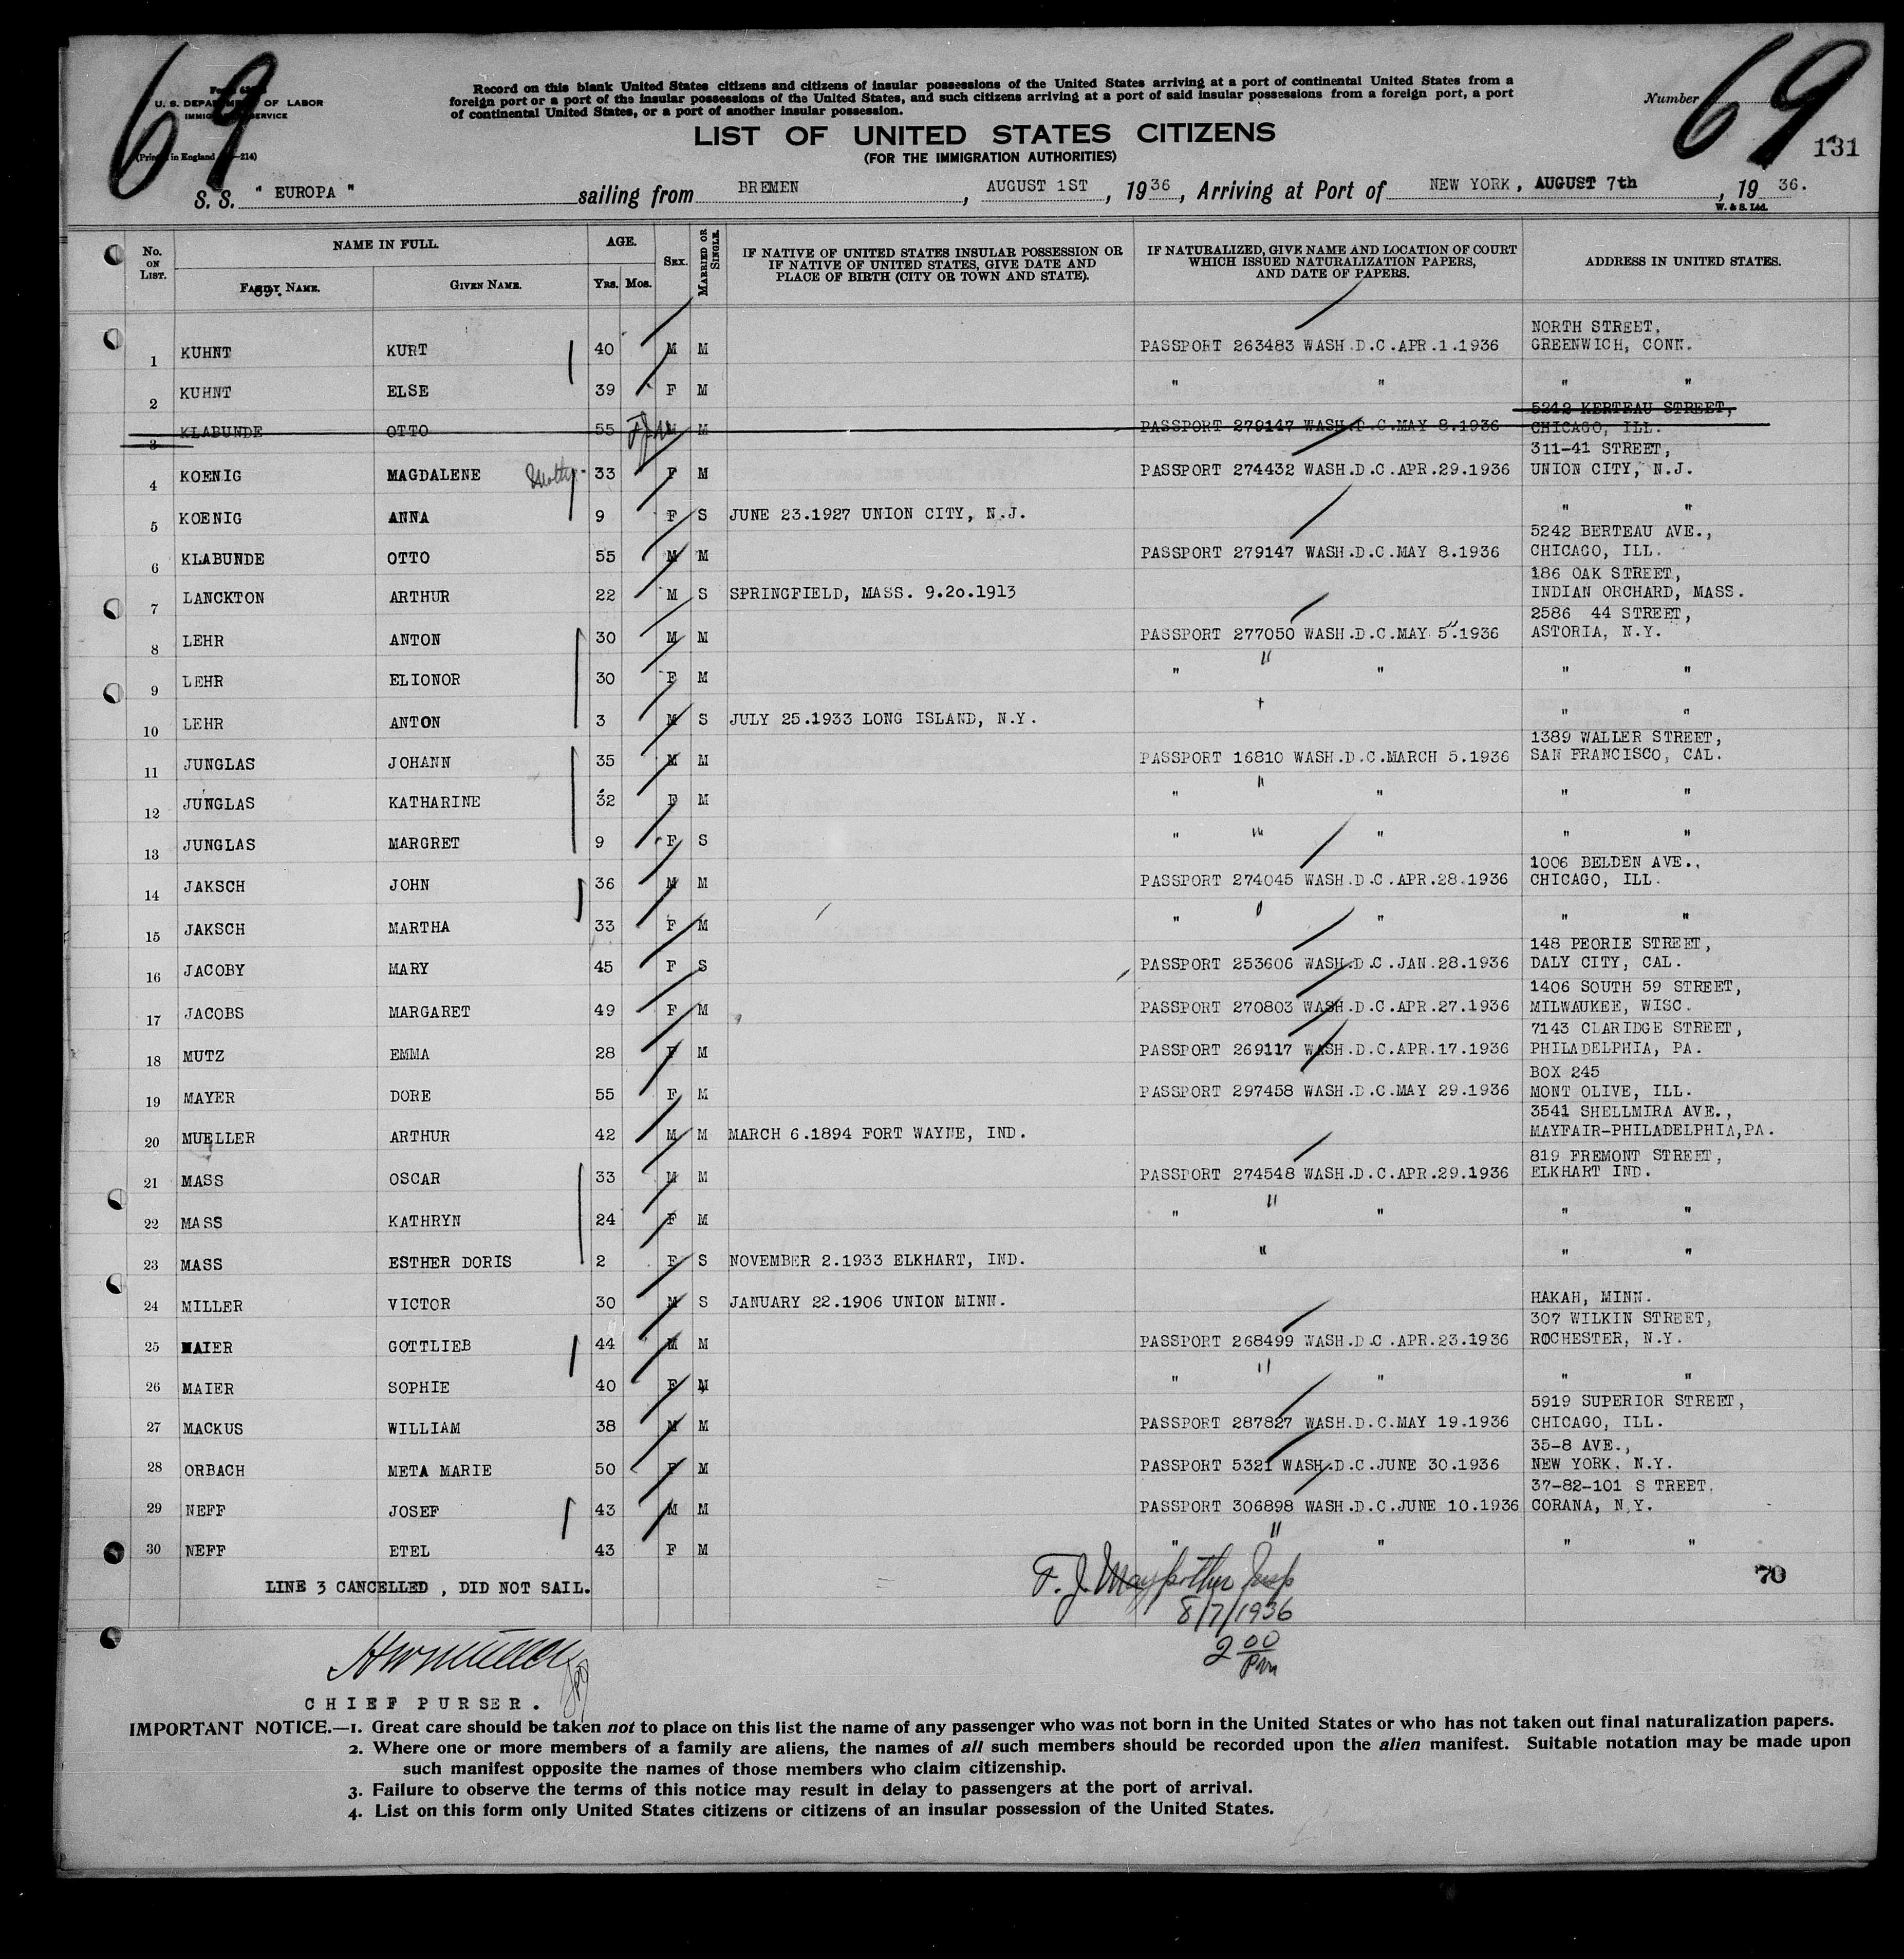 69
69
Record on this blank United States citizens and citizens of insular possessions of the United States arriving at a port of continental United States from a
foreign port or a port of the insular possessions of the United States, and such citizens arriving at a port of said insular possessions from a foreign port, a port
of continental United States, or a port of another insular possession.
U. S. DEPARTMENT OF LABOR
IMMIGRATION SERVICE
(Printed in England —214)
Number
131
LIST OF UNITED STATES CITIZENS
(FOR THE IMMIGRATION AUTHORITIES)
S. S. " EUROPA " sailing from BREMEN , AUGUST 1ST , 1936 , Arriving at Port of NEW YORK , AUGUST 7th , 1936.
W. & S. Ltd.
No. ON LIST. NAME IN FULL. AGE. SEX. MARRIED OR SINGLE. IF NATIVE OF UNITED STATES INSULAR POSSESSION OR IF NATIVE OF UNITED STATES, GIVE DATE AND PLACE OF BIRTH (CITY OR TOWN AND STATE). IF NATURALIZED, GIVE NAME AND LOCATION OF COURT WHICH ISSUED NATURALIZATION PAPERS, AND DATE OF PAPERS. ADDRESS IN UNITED STATES.
FAMILY NAME. GIVEN NAME. Yrs. Mos.
69.
NORTH STREET,
1 KUHNT KURT 40 M M PASSPORT 263483 WASH.D.C.APR.1.1936 GREENWICH, CONN.
2 KUHNT ELSE 39 F M " " " "
5242 KERTEAU STREET,
3 KLABUNDE OTTO 55 M M PASSPORT 279147 WASH.D.C.MAY 8.1936 CHICAGO, ILL.
311-41 STREET,
4 KOENIG MAGDALENE 33 F M PASSPORT 274432 WASH.D.C.APR.29.1936 UNION CITY, N.J.
5 KOENIG ANNA 9 F S JUNE 23.1927 UNION CITY, N.J. " "
5242 BERTEAU AVE.,
6 KLABUNDE OTTO 55 M M PASSPORT 279147 WASH.D.C.MAY 8.1936 CHICAGO, ILL.
186 OAK STREET,
7 LANCKTON ARTHUR 22 M S SPRINGFIELD, MASS. 9.20.1913 INDIAN ORCHARD, MASS.
2586 44 STREET,
8 LEHR ANTON 30 M M PASSPORT 277050 WASH.D.C.MAY 5.1936 ASTORIA, N.Y.
9 LEHR ELIONOR 30 F M " " " " "
10 LEHR ANTON 3 M S JULY 25.1933 LONG ISLAND, N.Y. " "
1389 WALLER STREET,
11 JUNGLAS JOHANN 35 M M PASSPORT 16810 WASH.D.C.MARCH 5.1936 SAN FRANCISCO, CAL.
12 JUNGLAS KATHARINE 32 F M " " " " "
13 JUNGLAS MARGRET 9 F S " " " " "
1006 BELDEN AVE.,
14 JAKSCH JOHN 36 M M PASSPORT 274045 WASH.D.C.APR.28.1936 CHICAGO, ILL.
15 JAKSCH MARTHA 33 F M " " " "
148 PEORIE STREET,
16 JACOBY MARY 45 F S PASSPORT 253606 WASH.D.C.JAN.28.1936 DALY CITY, CAL.
1406 SOUTH 59 STREET,
17 JACOBS MARGARET 49 F M PASSPORT 270803 WASH.D.C.APR.27.1936 MILWAUKEE, WISC.
7143 CLARIDGE STREET,
18 MUTZ EMMA 28 F M PASSPORT 269117 WASH.D.C.APR.17.1936 PHILADELPHIA, PA.
BOX 245
19 MAYER DORE 55 F M PASSPORT 297458 WASH.D.C.MAY 29.1936 MONT OLIVE, ILL.
3541 SHELLMIRA AVE.,
20 MUELLER ARTHUR 42 M M MARCH 6.1894 FORT WAYNE, IND. MAYFAIR-PHILADELPHIA,PA.
819 FREMONT STREET,
21 MASS OSCAR 33 M M PASSPORT 274548 WASH.D.C.APR.29.1936 ELKHART IND.
22 MASS KATHRYN 24 F M " " " " "
23 MASS ESTHER DORIS 2 F S NOVEMBER 2.1933 ELKHART, IND. " " "
24 MILLER VICTOR 30 M S JANUARY 22.1906 UNION MINN. HAKAH, MINN.
307 WILKIN STREET,
25 MAIER GOTTLIEB 44 M M PASSPORT 268499 WASH.D.C.APR.23.1936 ROCHESTER, N.Y.
26 MAIER SOPHIE 40 F M " " " " "
5919 SUPERIOR STREET,
27 MACKUS WILLIAM 38 M M PASSPORT 287827 WASH.D.C.MAY 19.1936 CHICAGO, ILL.
35-8 AVE.,
28 ORBACH META MARIE 50 F M PASSPORT 5321 WASH.D.C.JUNE 30.1936 NEW YORK, N.Y.
37-82-101 S TREET,
29 NEFF JOSEF 43 M M PASSPORT 306898 WASH.D.C.JUNE 10.1936 CORANA, N.Y.
30 NEFF ETEL 43 F M " " " " "
LINE 3 CANCELLED , DID NOT SAIL.
F. J. Maypother Insp
70
8/7/1936
2 00 Pm
CHIEF PURSER.
IMPORTANT NOTICE.—1. Great care should be taken not to place on this list the name of any passenger who was not born in the United States or who has not taken out final naturalization papers.
2. Where one or more members of a family are aliens, the names of all such members should be recorded upon the alien manifest. Suitable notation may be made upon
such manifest opposite the names of those members who claim citizenship.
3. Failure to observe the terms of this notice may result in delay to passengers at the port of arrival.
4. List on this form only United States citizens or citizens of an insular possession of the United States.